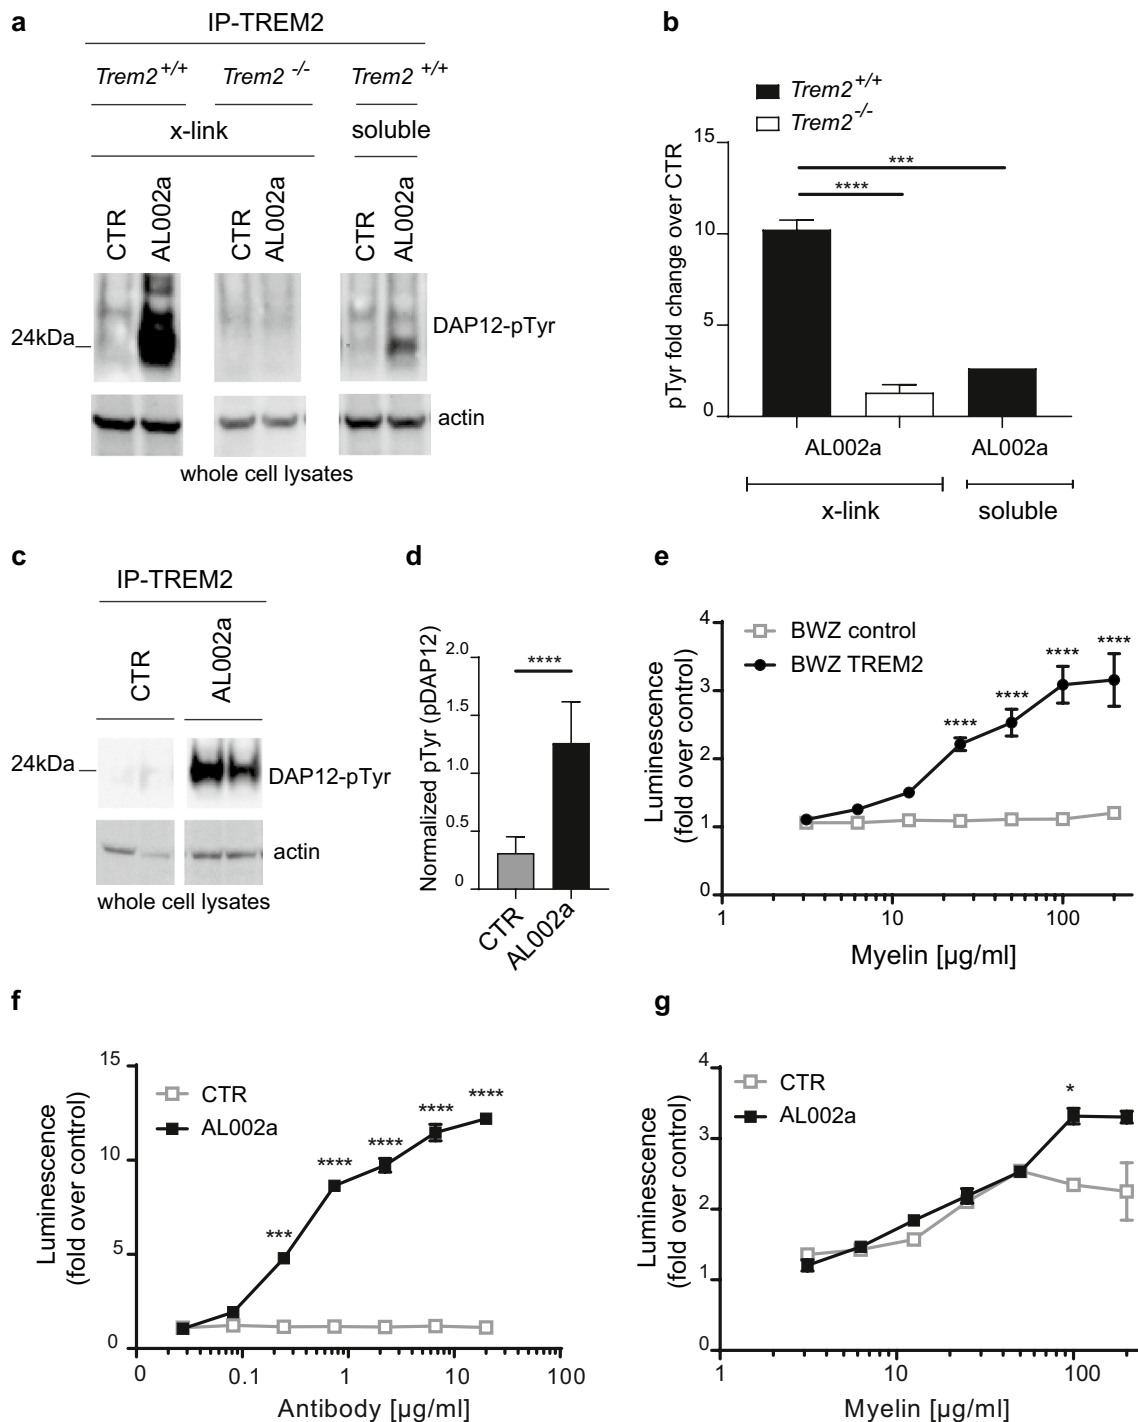 a
IP-TREM2
Trem2 +/+ Trem2 -/- Trem2 +/+
x-link soluble
CTR AL002a CTR AL002a CTR AL002a
24kDa
DAP12-pTyr
actin
whole cell lysates
b
Trem2+/+
Trem2-/-
pTyr fold change over CTR
15
10
5
0
***
****
AL002a AL002a
x-link soluble
c
IP-TREM2
CTR AL002a
24kDa
DAP12-pTyr
actin
whole cell lysates
d
Normalized pTyr (pDAP12)
2.0
1.5
1.0
0.5
0
****
CTR AL002a
e
BWZ control
BWZ TREM2
Luminescence
(fold over control)
4
3
2
1
0
**** **** **** ****
1 10 100
Myelin [µg/ml]
f
CTR
AL002a
Luminescence
(fold over control)
15
10
5
0
*** **** **** **** ****
0 0.1 1 10 100
Antibody [µg/ml]
g
CTR
AL002a
Luminescence
(fold over control)
4
3
2
1
0
*
1 10 100
Myelin [µg/ml]